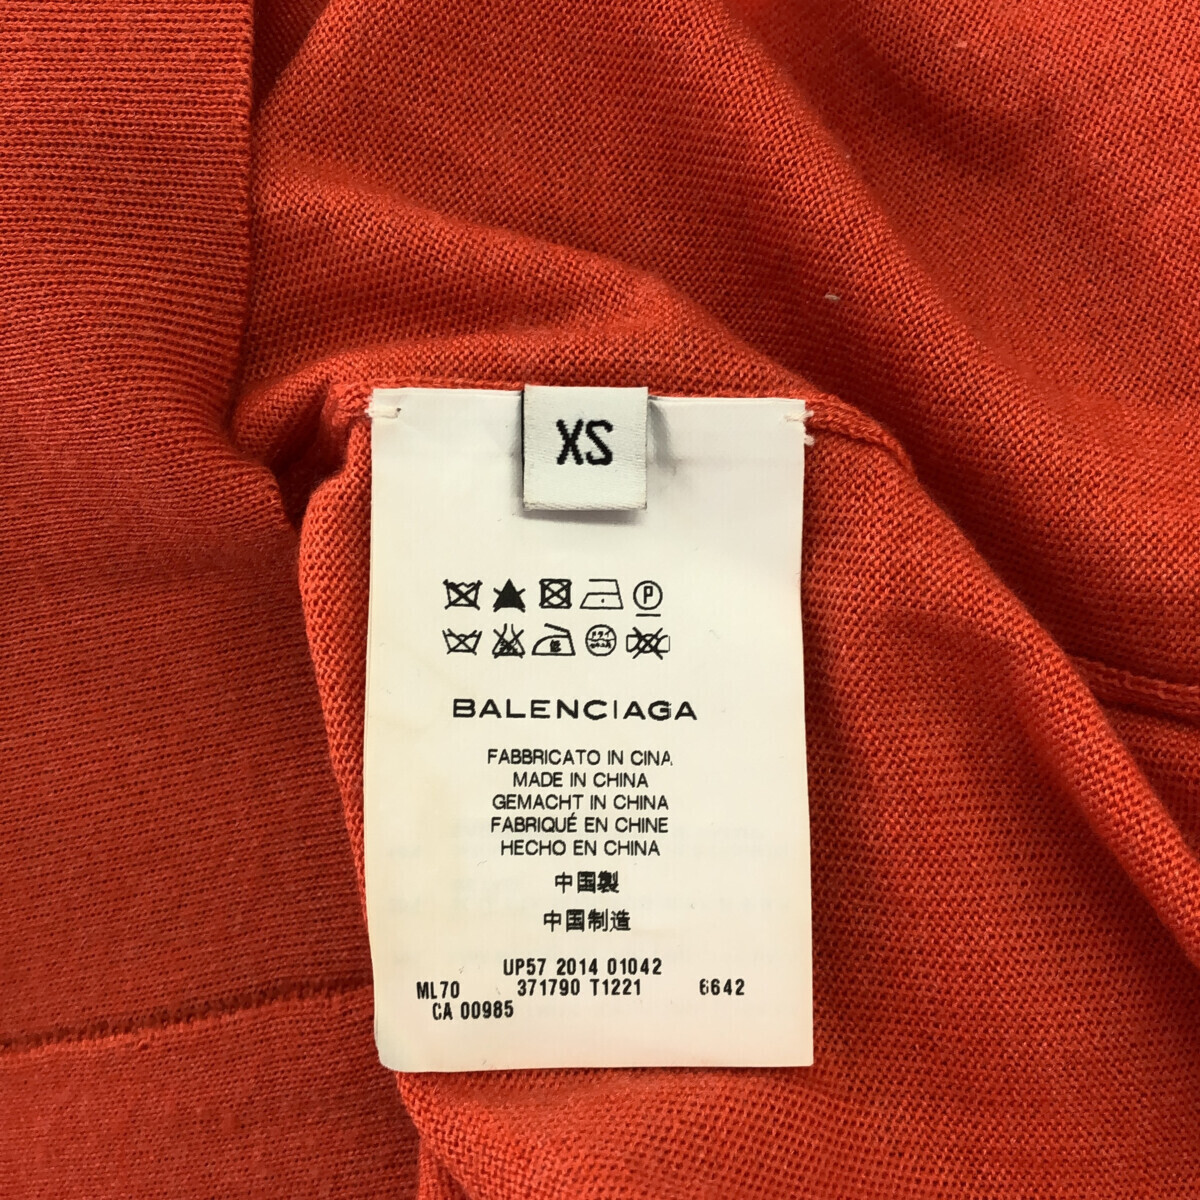 XS
P
BALENCIAGA
FABBRICATO IN CINA
MADE IN CHINA
GEMACHT IN CHINA
FABRIQUÉ EN CHINE
HECHO EN CHINA
中国製
中国制造
UP57 2014 01042
ML70 371790 T1221 6642
CA 00985